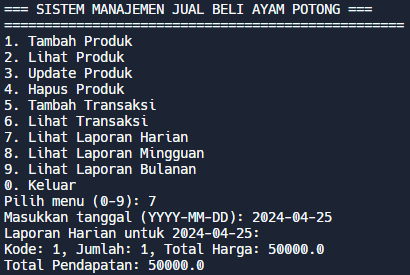 === SISTEM MANAJEMEN JUAL BELI AYAM POTONG ===
==================================================
1. Tambah Produk
2. Lihat Produk
3. Update Produk
4. Hapus Produk
5. Tambah Transaksi
6. Lihat Transaksi
7. Lihat Laporan Harian
8. Lihat Laporan Mingguan
9. Lihat Laporan Bulanan
0. Keluar
Pilih menu (0-9): 7
Masukkan tanggal (YYYY-MM-DD): 2024-04-25
Laporan Harian untuk 2024-04-25:
Kode: 1, Jumlah: 1, Total Harga: 50000.0
Total Pendapatan: 50000.0